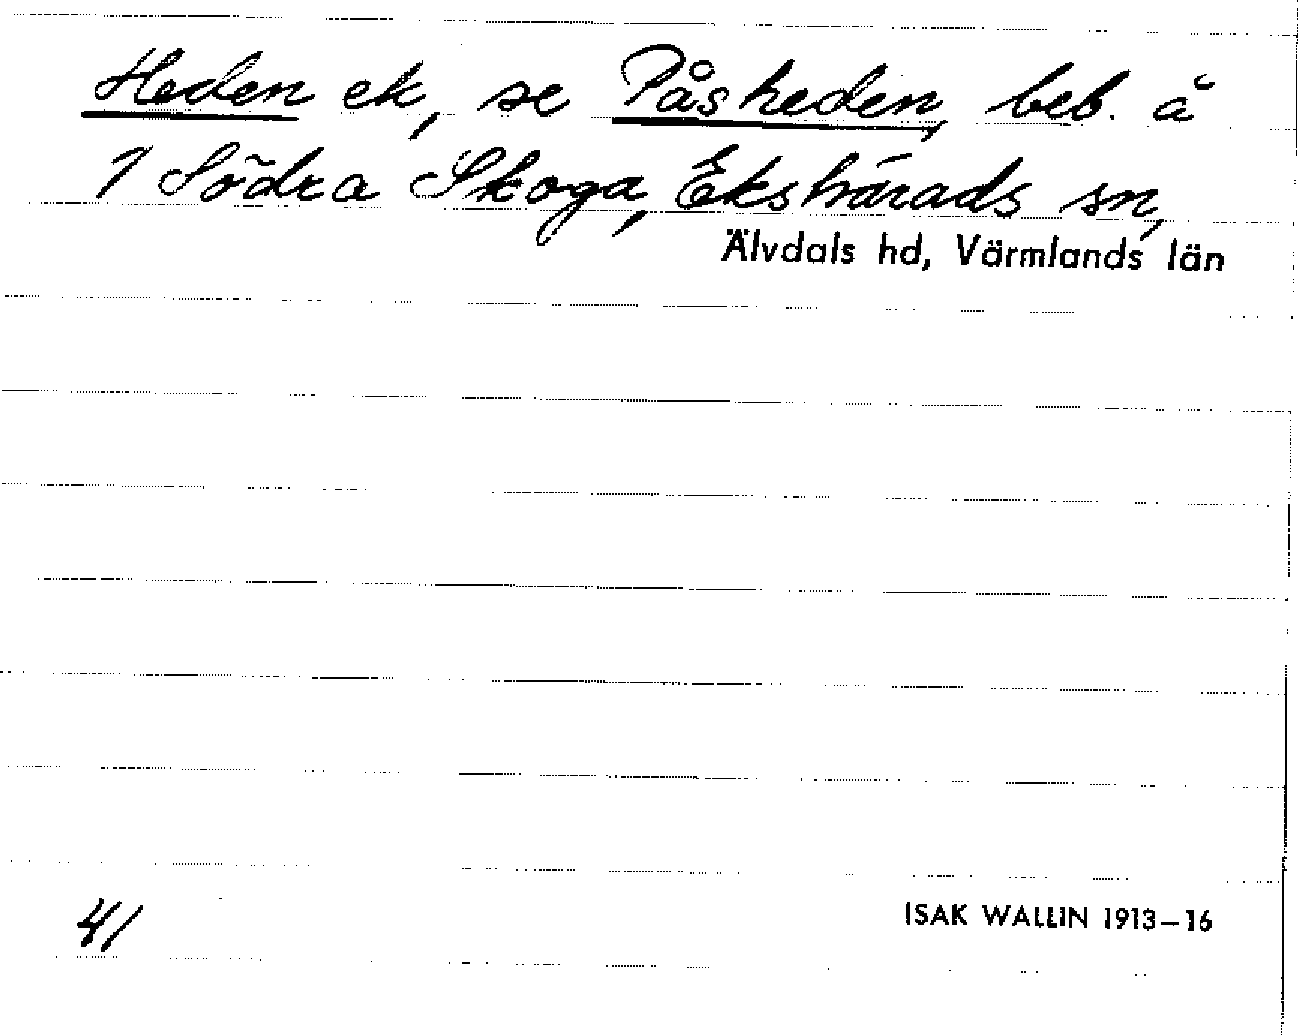 Heden ek, se Påsheden, beb. å
1 Södra Skoga, Ekshärads sn,
Älvdals hd, Värmlands län
41
ISAK WALLIN 1913–16